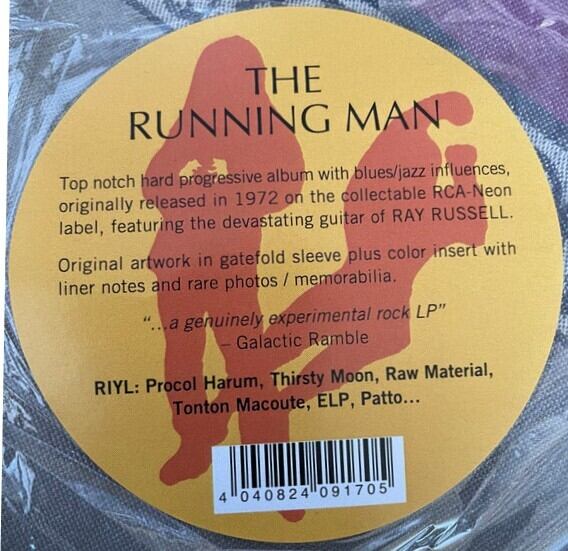 THE
RUNNING MAN
Top notch hard progressive album with blues/jazz influences,
originally released in 1972 on the collectable RCA-Neon
label, featuring the devastating guitar of RAY RUSSELL.
Original artwork in gatefold sleeve plus color insert with
liner notes and rare photos / memorabilia.
“...a genuinely experimental rock LP”
– Galactic Ramble
RIYL: Procol Harum, Thirsty Moon, Raw Material,
Tonton Macoute, ELP, Patto...
4 040824 091705